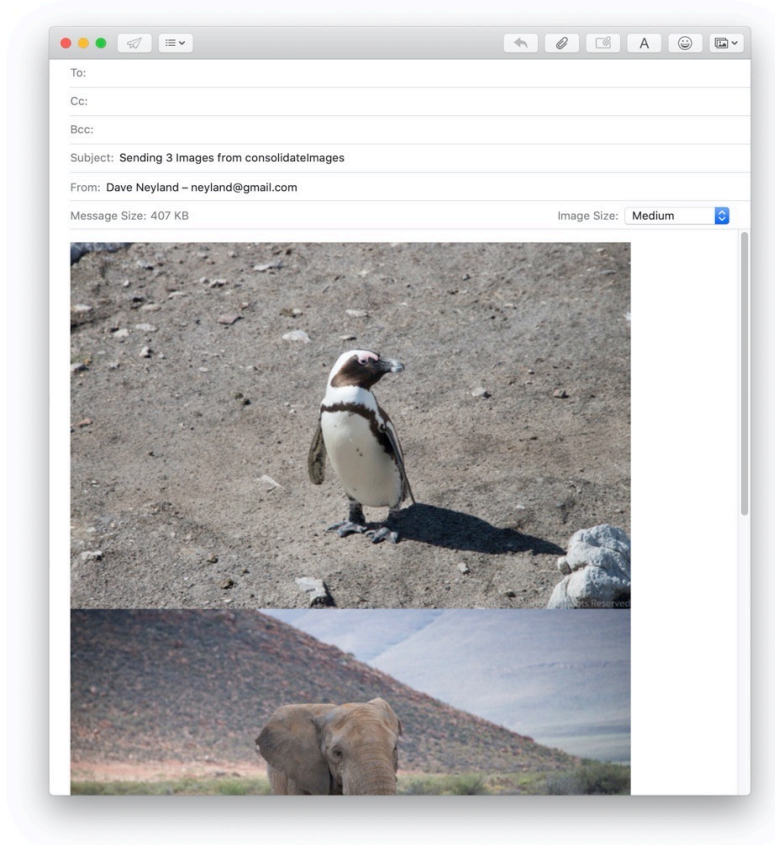 A
To:
Cc:
Bcc:
Subject: Sending 3 Images from consolidateImages
From: Dave Neyland – neyland@gmail.com
Message Size: 407 KB Image Size: Medium
Reserved